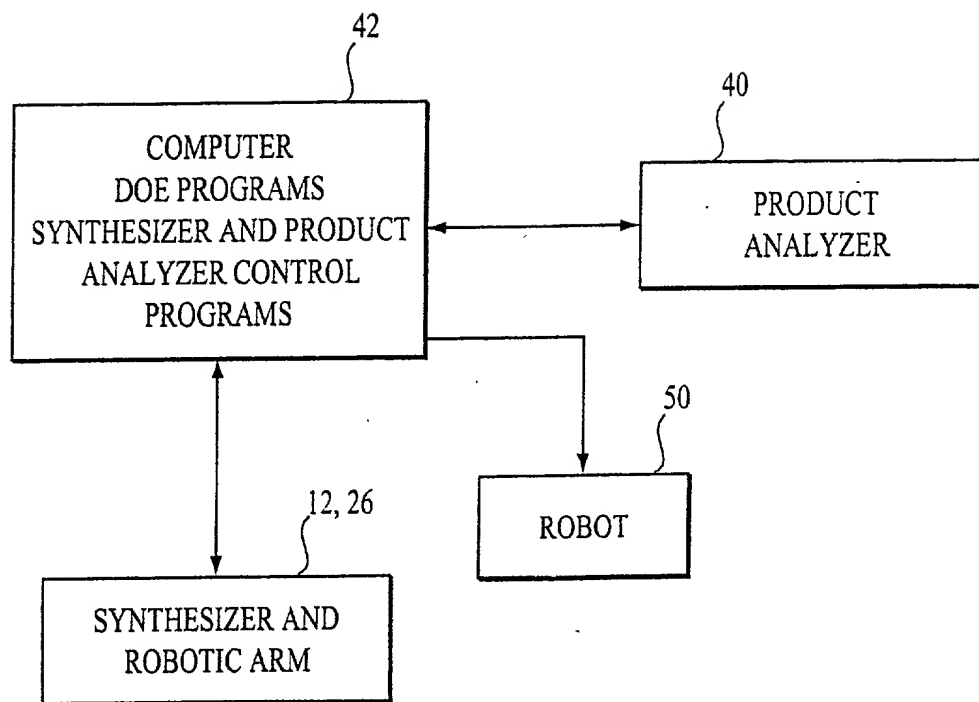 42
COMPUTER
DOE PROGRAMS
SYNTHESIZER AND PRODUCT
ANALYZER CONTROL
PROGRAMS
40
PRODUCT
ANALYZER
50
ROBOT
12, 26
SYNTHESIZER AND
ROBOTIC ARM